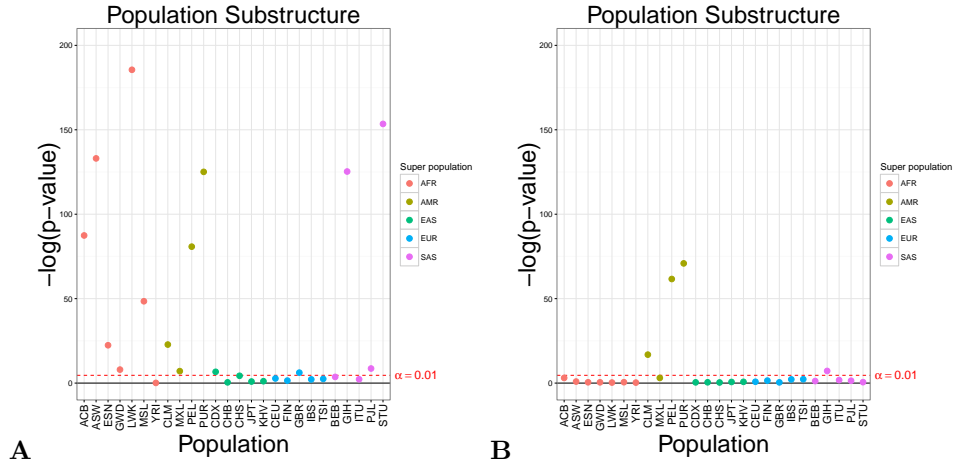 Population Substructure
200
150
100
50
0
−log(p−value)
ACB
ASW
ESN
GWD
LWK
MSL
YRI
CLM
MXL
PEL
PUR
CDX
CHB
CHS
JPT
KHV
CEU
FIN
GBR
IBS
TSI
BEB
GIH
ITU
PJL
STU
Population
α = 0.01
Super population
AFR
AMR
EAS
EUR
SAS
A
Population Substructure
200
150
100
50
0
−log(p−value)
ACB
ASW
ESN
GWD
LWK
MSL
YRI
CLM
MXL
PEL
PUR
CDX
CHB
CHS
JPT
KHV
CEU
FIN
GBR
IBS
TSI
BEB
GIH
ITU
PJL
STU
Population
α = 0.01
Super population
AFR
AMR
EAS
EUR
SAS
B